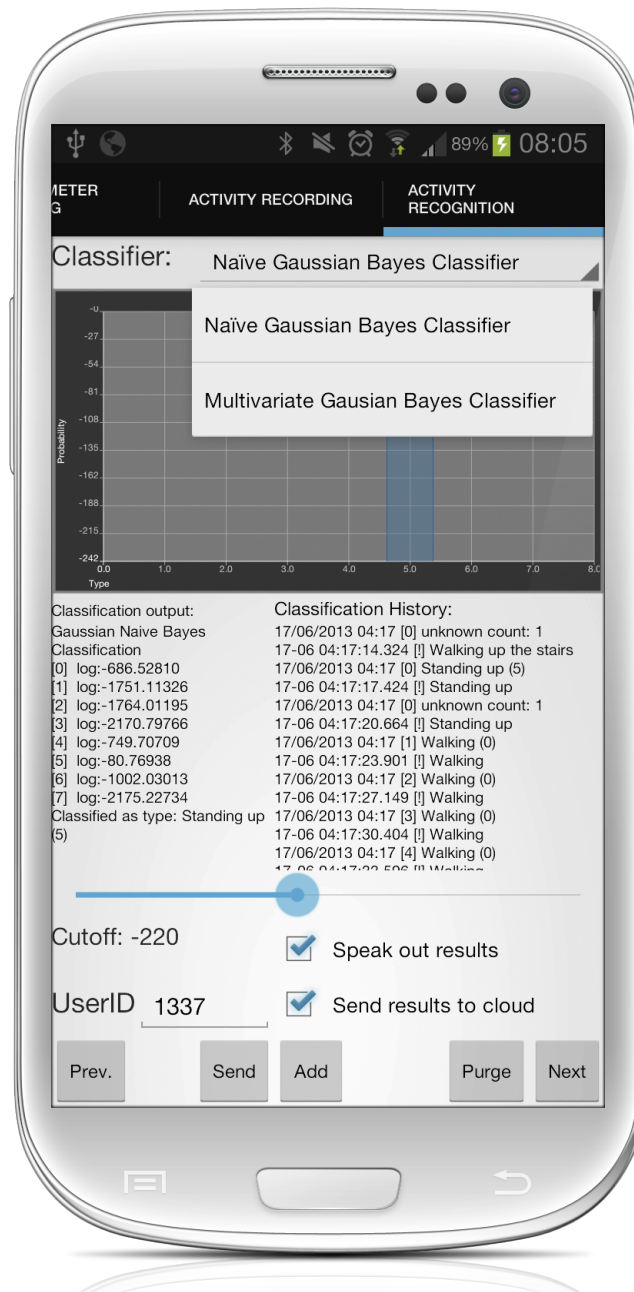 89% 08:05
METER
G
ACTIVITY RECORDING
ACTIVITY
RECOGNITION
Classifier:
Naïve Gaussian Bayes Classifier
Naïve Gaussian Bayes Classifier
Multivariate Gausian Bayes Classifier
Probability
-0
-27
-54
-81
-108
-135
-162
-188
-215
-242
0.0 1.0 2.0 3.0 4.0 5.0 6.0 7.0 8.0
Type
Classification output:
Gaussian Naive Bayes
Classification
[0] log:-686.52810
[1] log:-1751.11326
[2] log:-1764.01195
[3] log:-2170.79766
[4] log:-749.70709
[5] log:-80.76938
[6] log:-1002.03013
[7] log:-2175.22734
Classified as type: Standing up
(5)
Classification History:
17/06/2013 04:17 [0] unknown count: 1
17-06 04:17:14.324 [!] Walking up the stairs
17/06/2013 04:17 [0] Standing up (5)
17-06 04:17:17.424 [!] Standing up
17/06/2013 04:17 [0] unknown count: 1
17-06 04:17:20.664 [!] Standing up
17/06/2013 04:17 [1] Walking (0)
17-06 04:17:23.901 [!] Walking
17/06/2013 04:17 [2] Walking (0)
17-06 04:17:27.149 [!] Walking
17/06/2013 04:17 [3] Walking (0)
17-06 04:17:30.404 [!] Walking
17/06/2013 04:17 [4] Walking (0)
17-06 04:17:33.596 [!] Walking
Cutoff: -220
Speak out results
UserID 1337
Send results to cloud
Prev. Send Add Purge Next